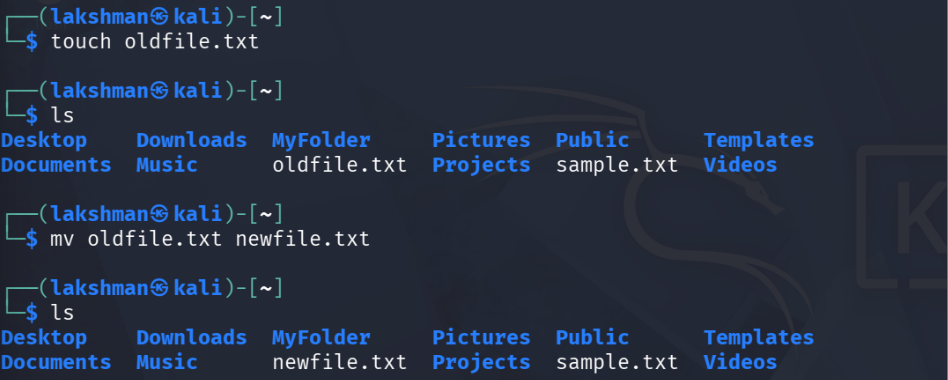 ┌──(lakshman㉿kali)-[~]
└─$ touch oldfile.txt
┌──(lakshman㉿kali)-[~]
└─$ ls
Desktop Downloads MyFolder Pictures Public Templates
Documents Music oldfile.txt Projects sample.txt Videos
┌──(lakshman㉿kali)-[~]
└─$ mv oldfile.txt newfile.txt
┌──(lakshman㉿kali)-[~]
└─$ ls
Desktop Downloads MyFolder Pictures Public Templates
Documents Music newfile.txt Projects sample.txt Videos
K